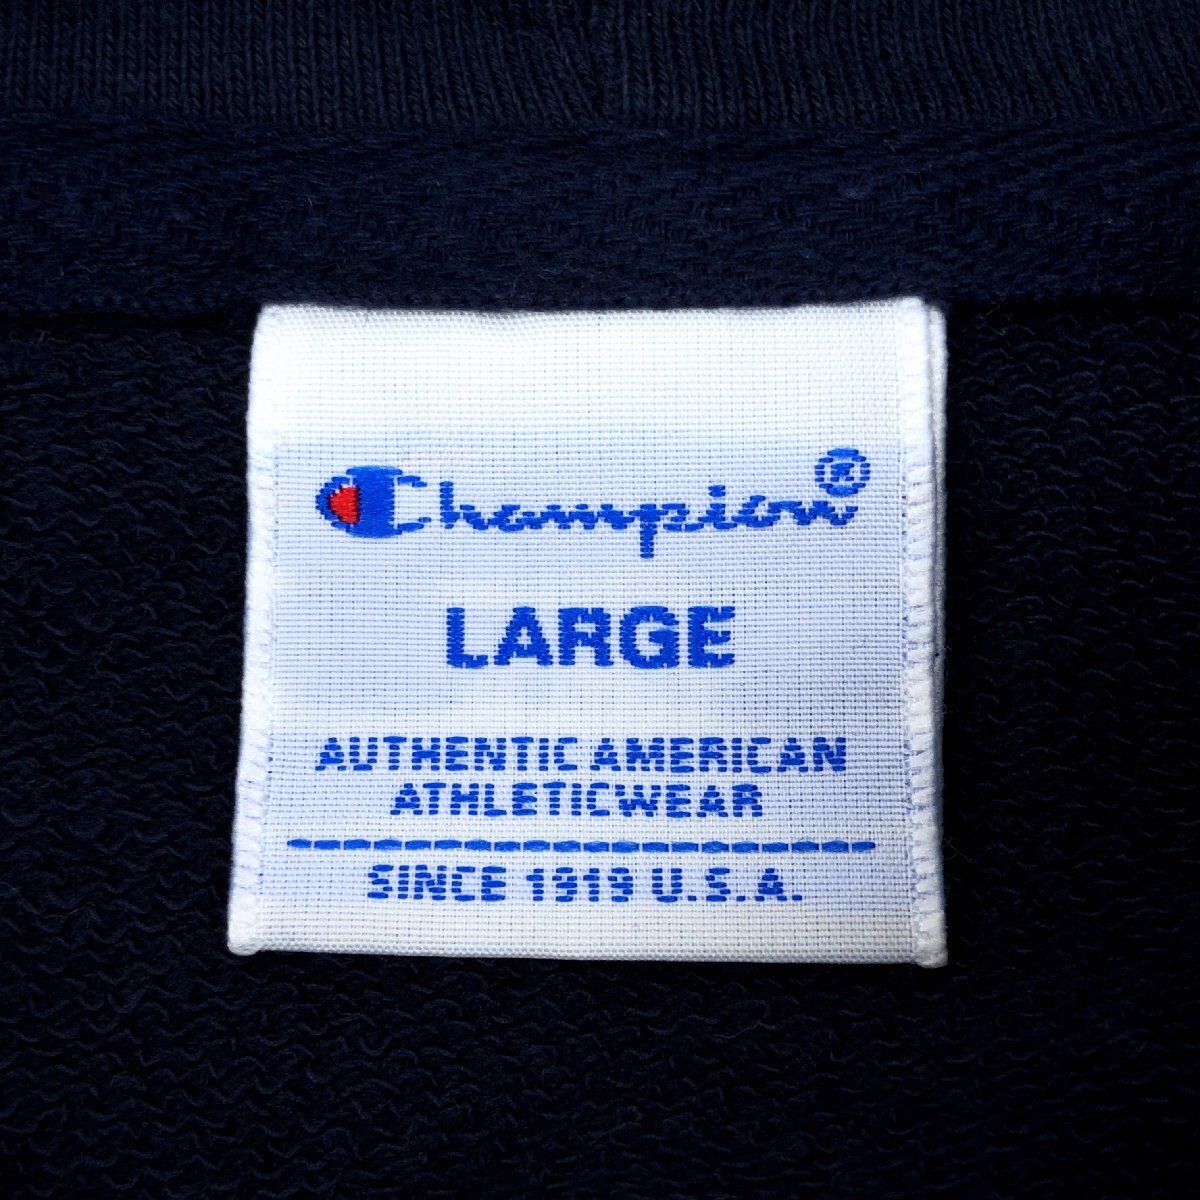 Champion®
LARGE
AUTHENTIC AMERICAN
ATHLETICWEAR
SINCE 1919 U.S.A.